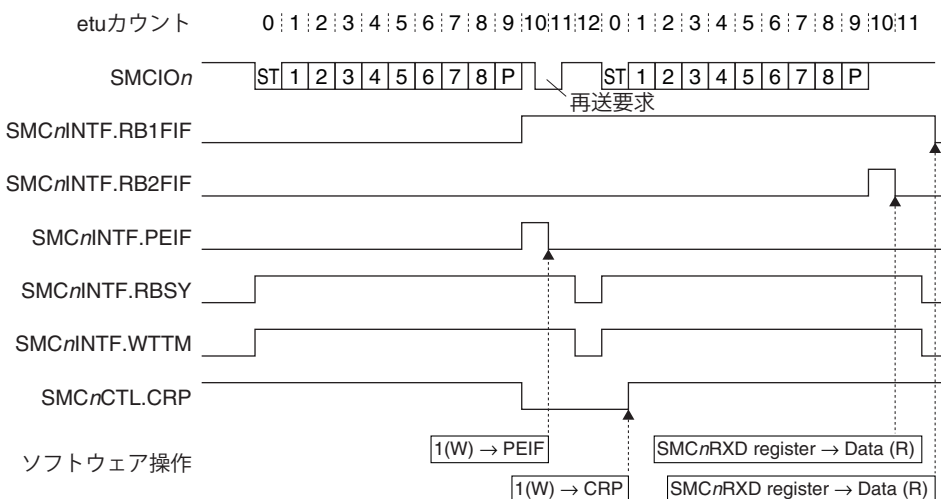 etuカウント 0 1 2 3 4 5 6 7 8 9 10 11 12 0 1 2 3 4 5 6 7 8 9 10 11
SMCIOn ST 1 2 3 4 5 6 7 8 P ST 1 2 3 4 5 6 7 8 P
再送要求
SMCnINTF.RB1FIF
SMCnINTF.RB2FIF
SMCnINTF.PEIF
SMCnINTF.RBSY
SMCnINTF.WTTM
SMCnCTL.CRP
ソフトウェア操作 1(W) → PEIF SMCnRXD register → Data (R)
1(W) → CRP SMCnRXD register → Data (R)